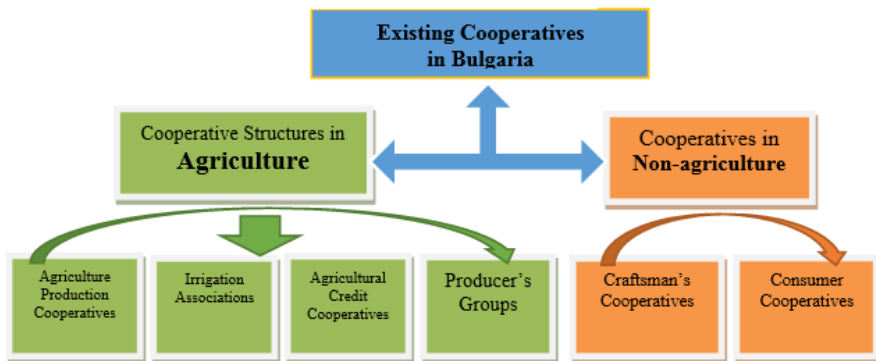 Existing Cooperatives
in Bulgaria
Cooperative Structures in
Agriculture
Cooperatives in
Non-agriculture
Agriculture
Production
Cooperatives
Irrigation
Associations
Agricultural
Credit
Cooperatives
Producer’s
Groups
Craftsman’s
Cooperatives
Consumer
Cooperatives